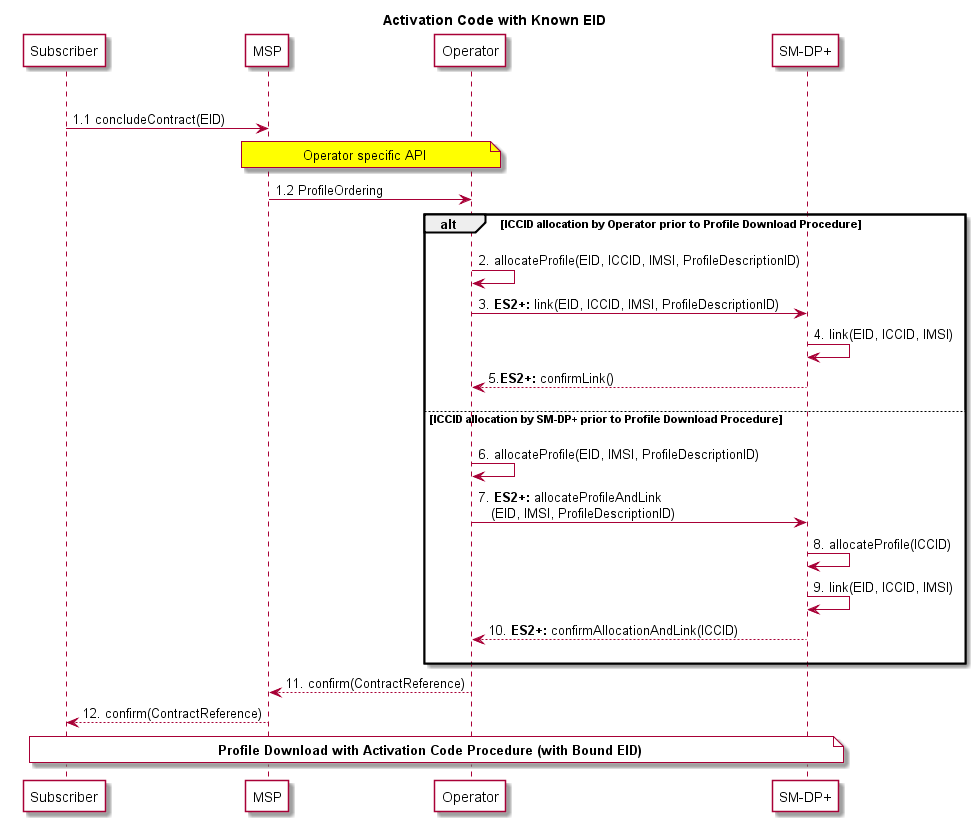 Activation Code with Known EID
Subscriber
MSP
Operator
SM-DP+
1.1 concludeContract(EID)
Operator specific API
1.2 ProfileOrdering
alt
[ICCID allocation by Operator prior to Profile Download Procedure]
2. allocateProfile(EID, ICCID, IMSI, ProfileDescriptionID)
3. ES2+: link(EID, ICCID, IMSI, ProfileDescriptionID)
4. link(EID, ICCID, IMSI)
5.ES2+: confirmLink()
[ICCID allocation by SM-DP+ prior to Profile Download Procedure]
6. allocateProfile(EID, IMSI, ProfileDescriptionID)
7. ES2+: allocateProfileAndLink
(EID, IMSI, ProfileDescriptionID)
8. allocateProfile(ICCID)
9. link(EID, ICCID, IMSI)
10. ES2+: confirmAllocationAndLink(ICCID)
11. confirm(ContractReference)
12. confirm(ContractReference)
Profile Download with Activation Code Procedure (with Bound EID)
Subscriber
MSP
Operator
SM-DP+